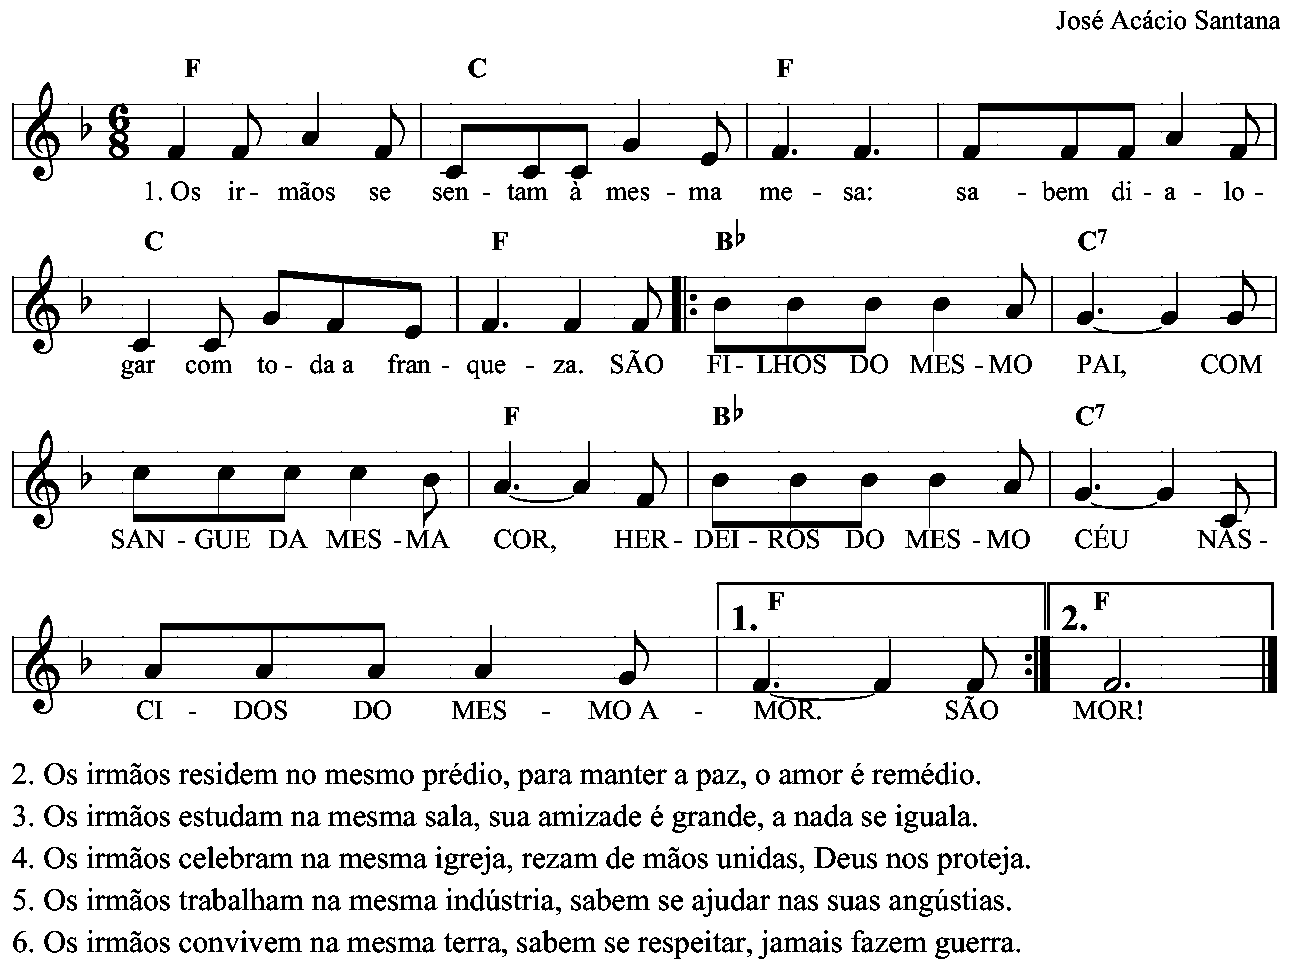 José Acácio Santana
F C F
6
8
1. Os ir - mãos se sen - tam à mes - ma me - sa: sa - bem di - a - lo -
C F B♭ C7
gar com to - da a fran - que - za. SÃO FI - LHOS DO MES - MO PAI, COM
F B♭ C7
SAN - GUE DA MES - MA COR, HER - DEI - ROS DO MES - MO CÉU NAS -
1. F 2. F
CI - DOS DO MES - MO A - MOR. SÃO MOR!
2. Os irmãos residem no mesmo prédio, para manter a paz, o amor é remédio.
3. Os irmãos estudam na mesma sala, sua amizade é grande, a nada se iguala.
4. Os irmãos celebram na mesma igreja, rezam de mãos unidas, Deus nos proteja.
5. Os irmãos trabalham na mesma indústria, sabem se ajudar nas suas angústias.
6. Os irmãos convivem na mesma terra, sabem se respeitar, jamais fazem guerra.